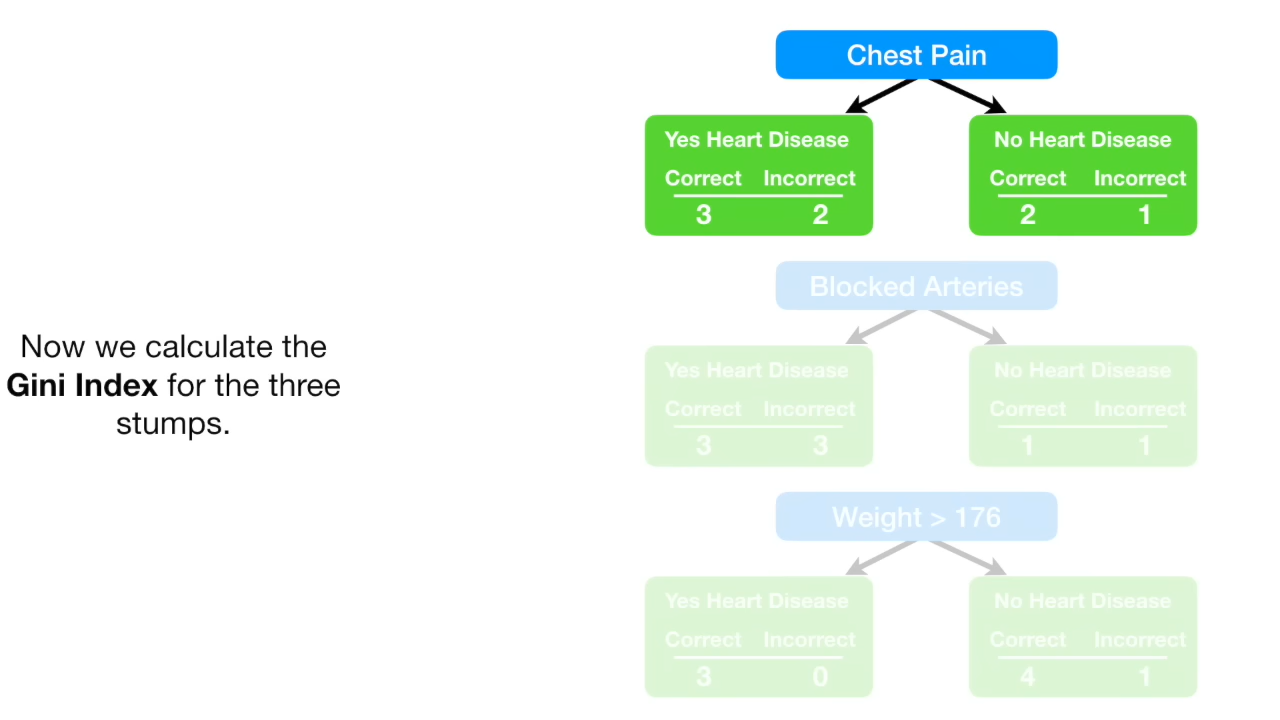 Chest Pain
Yes Heart Disease
Correct Incorrect
3 2
No Heart Disease
Correct Incorrect
2 1
Now we calculate the
Gini Index for the three
stumps.
Blocked Arteries
Yes Heart Disease
Correct Incorrect
3 3
No Heart Disease
Correct Incorrect
1 1
Weight > 176
Yes Heart Disease
Correct Incorrect
3 0
No Heart Disease
Correct Incorrect
4 1